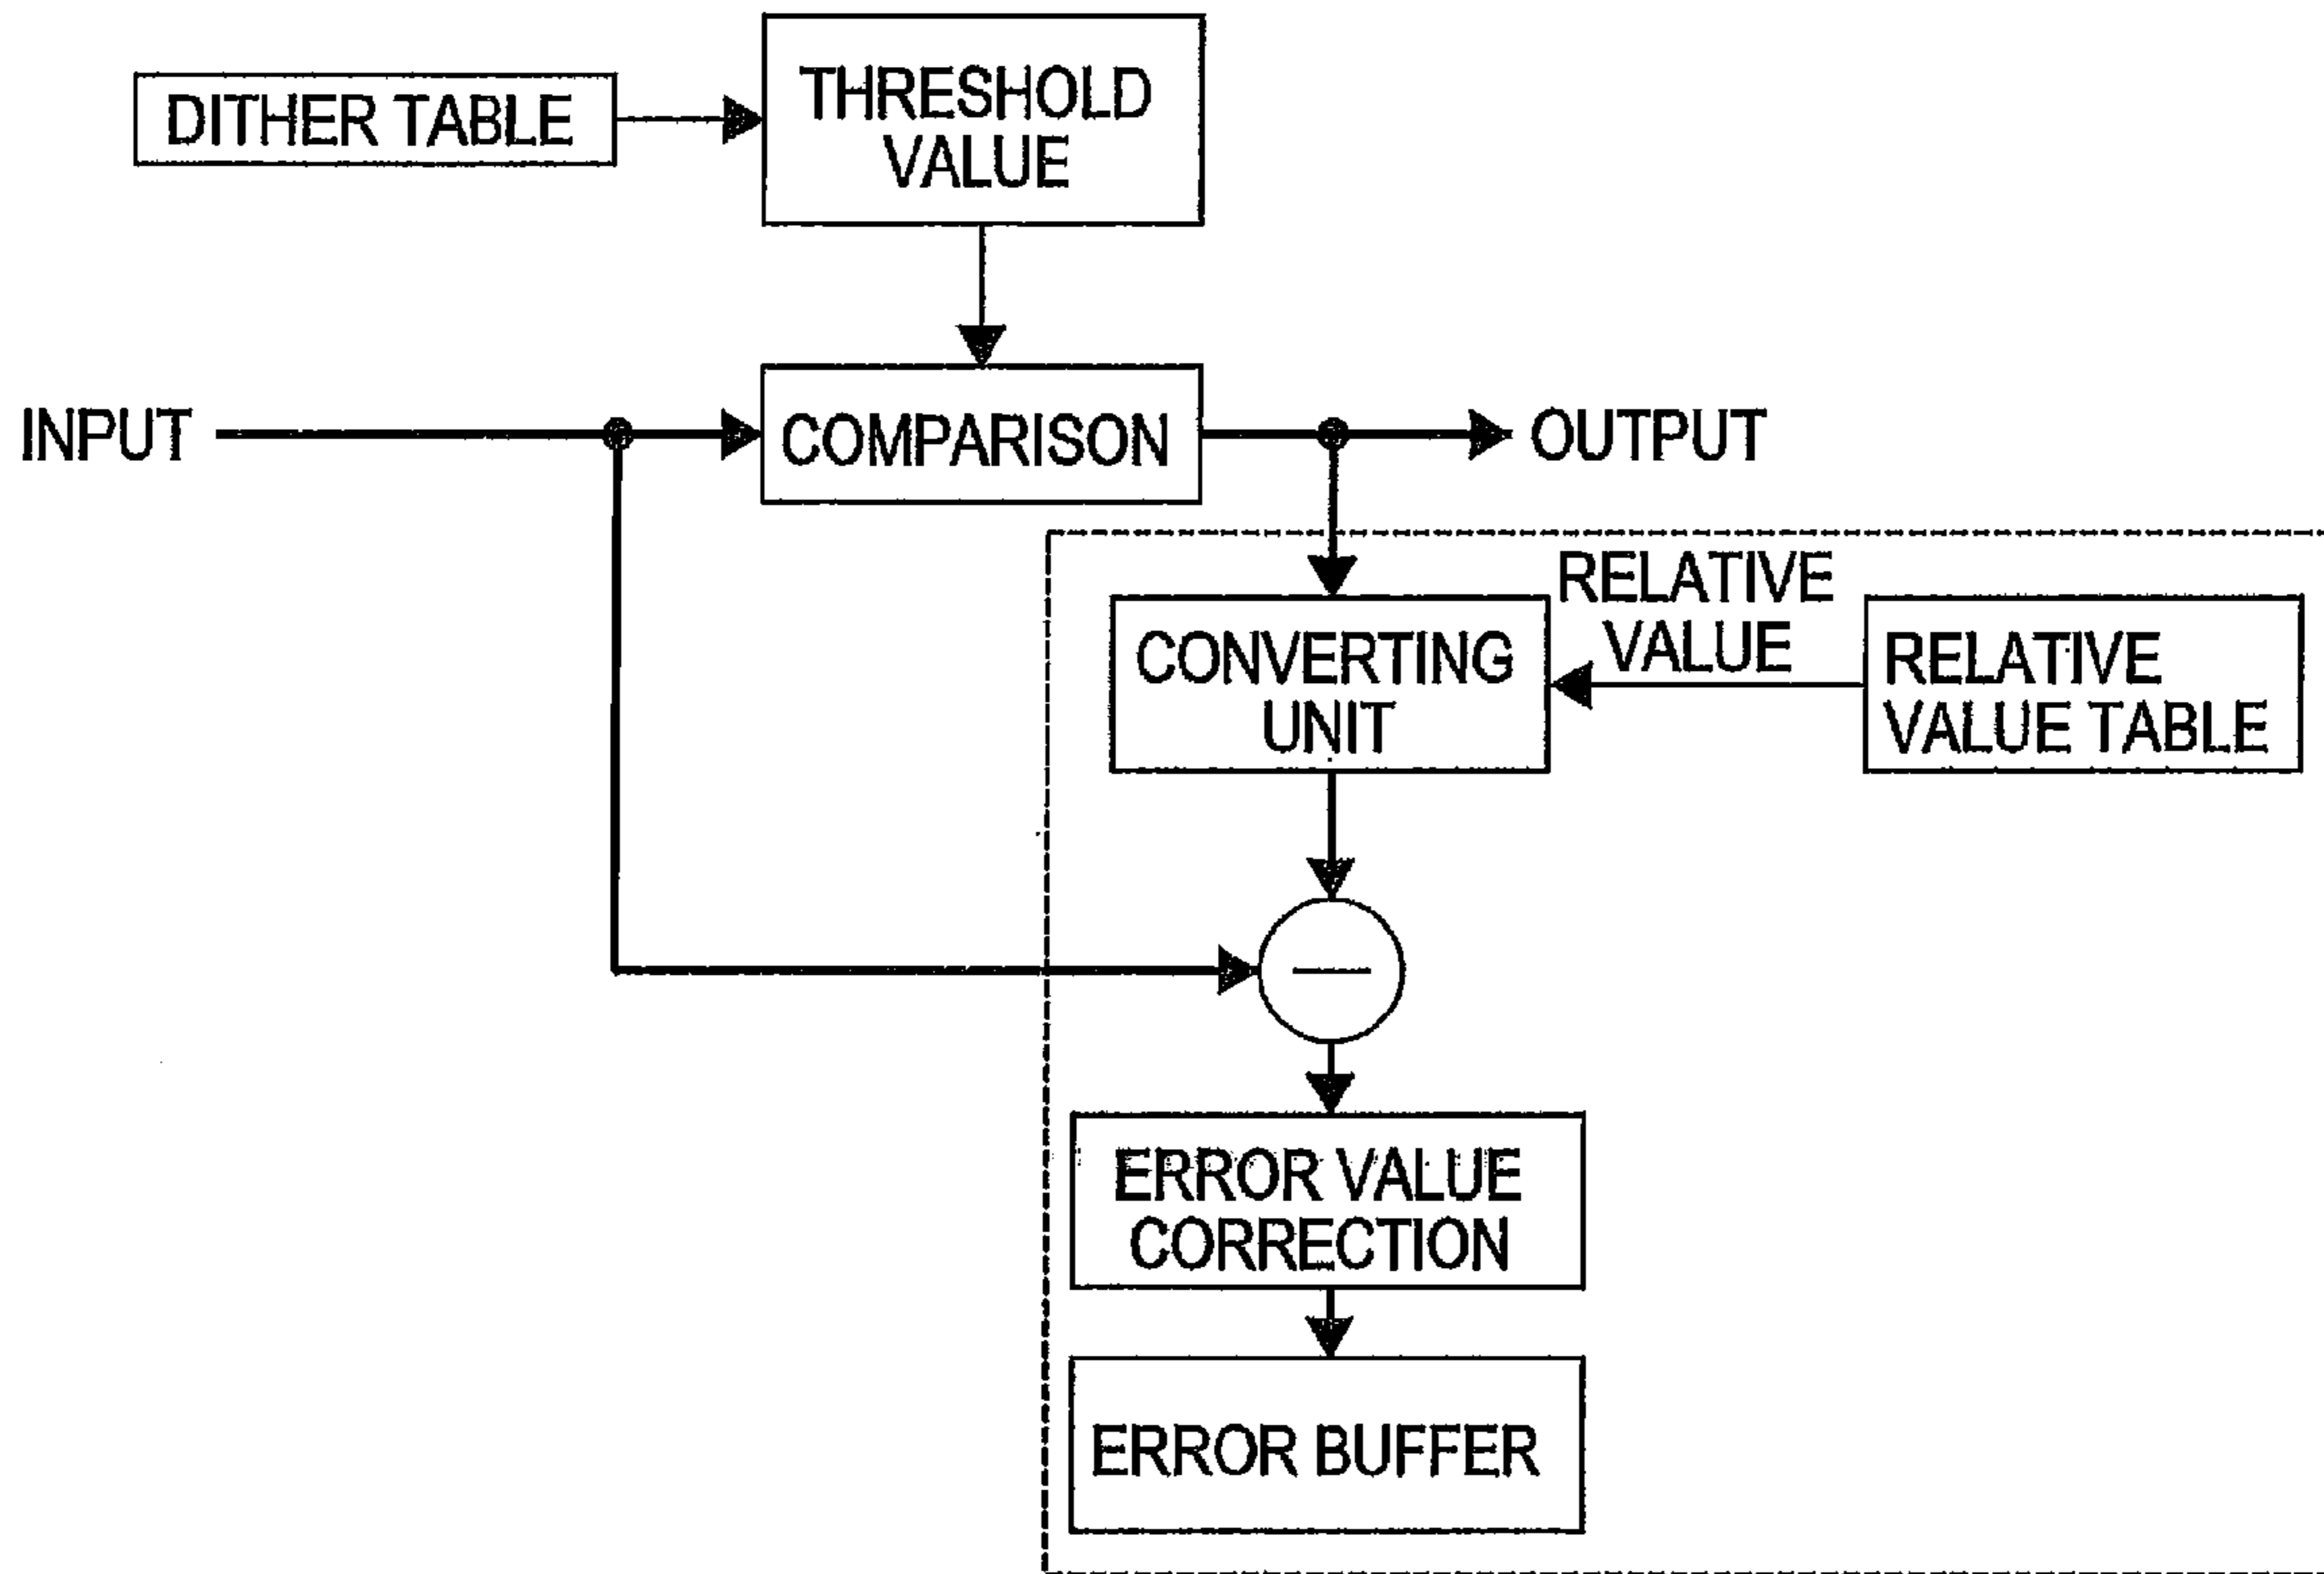 THRESHOLD
VALUE
DITHER TABLE
INPUT
COMPARISON
OUTPUT
RELATIVE
VALUE
CONVERTING
UNIT
RELATIVE
VALUE TABLE
ERROR VALUE
CORRECTION
ERROR BUFFER